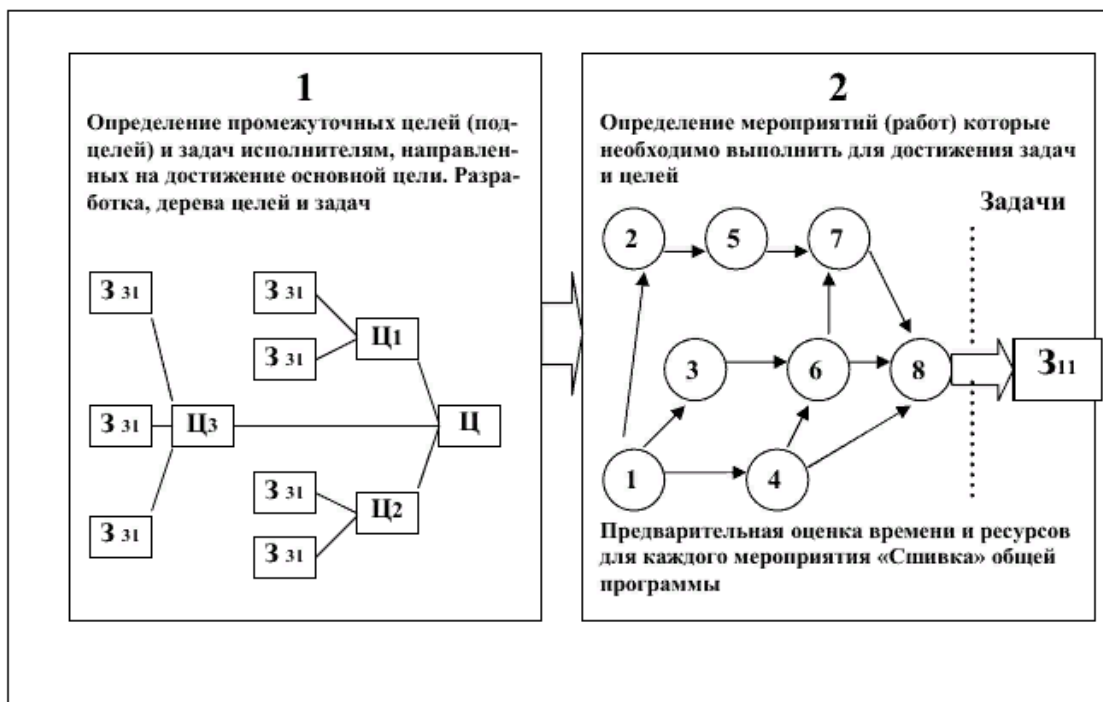 1
Определение промежуточных целей (под-
целей) и задач исполнителям, направлен-
ных на достижение основной цели. Разра-
ботка, дерева целей и задач
З 31
З 31
З 31
Ц1
З 31
Ц3
Ц
З 31
Ц2
З 31
З 31
2
Определение мероприятий (работ) которые
необходимо выполнить для достижения задач
и целей
Задачи
2
5
7
3
6
8
З11
1
4
Предварительная оценка времени и ресурсов
для каждого мероприятия «Сшивка» общей
программы